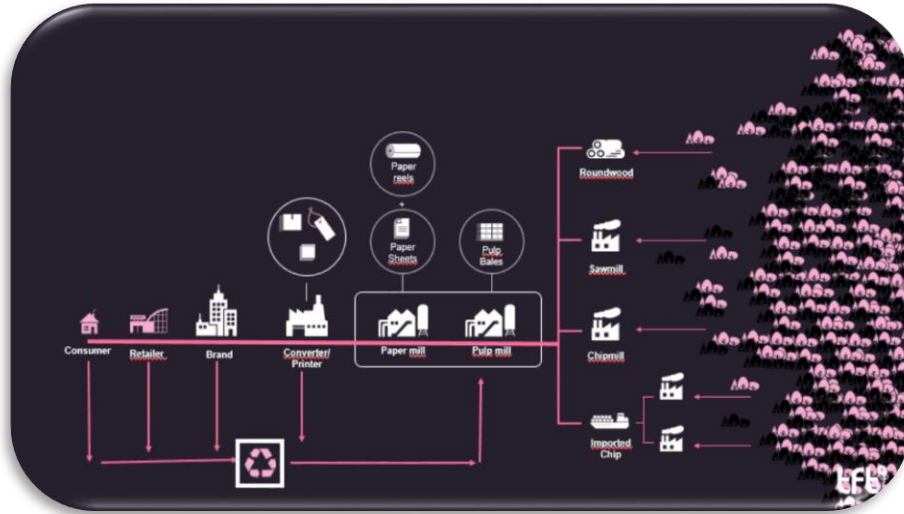 Paper
reels
+
Paper
Sheets
Pulp
Bales
Consumer
Retailer
Brand
Converter/
Printer
Paper mill
Pulp mill
Roundwood
Sawmill
Chipmill
Imported
Chip
tft